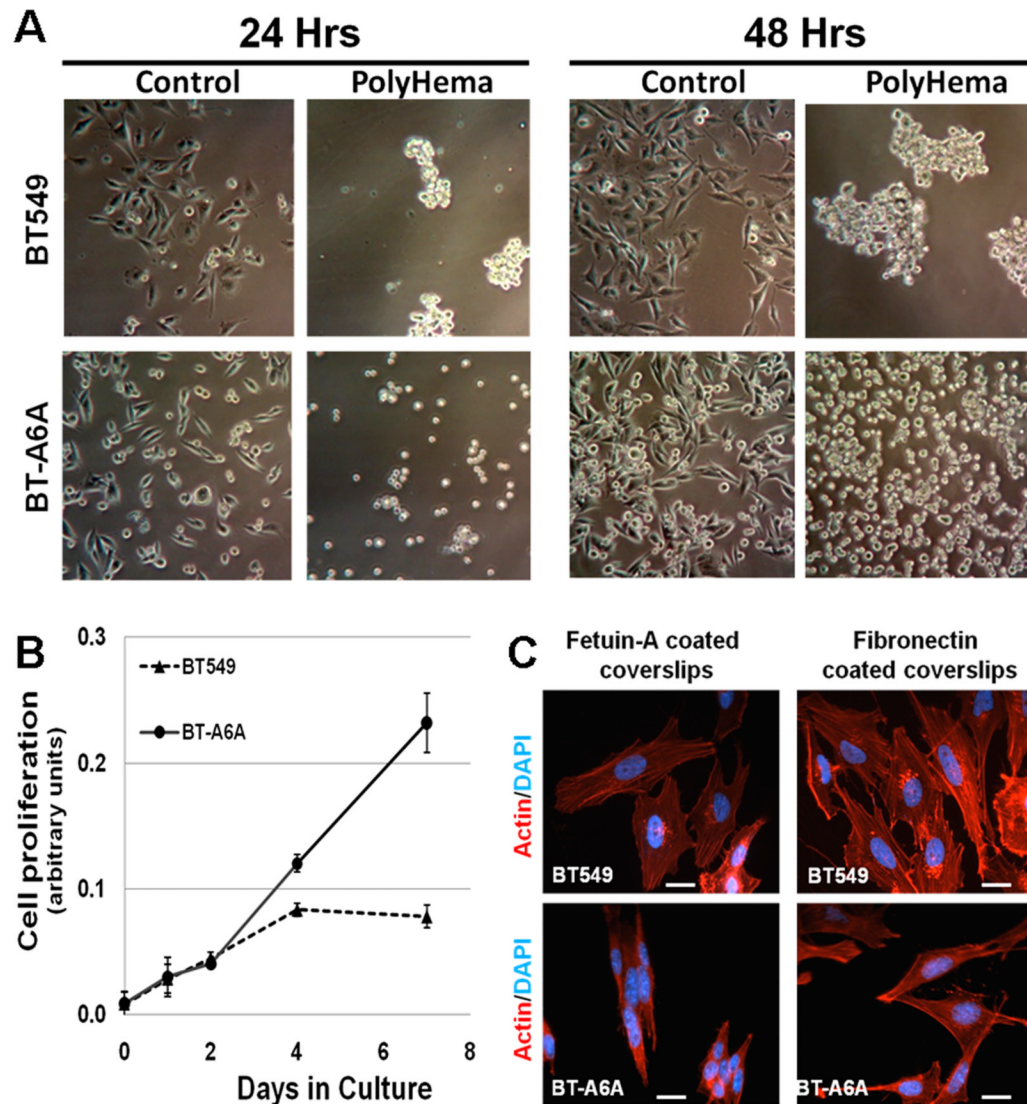 A
24 Hrs
48 Hrs
Control
PolyHema
Control
PolyHema
BT549
BT-A6A
B
Cell proliferation
(arbitrary units)
0.3
0.2
0.1
0.0
BT549
BT-A6A
0
2
4
6
8
Days in Culture
C
Fetuin-A coated
coverslips
Fibronectin
coated coverslips
Actin/DAPI
BT549
BT549
Actin/DAPI
BT-A6A
BT-A6A